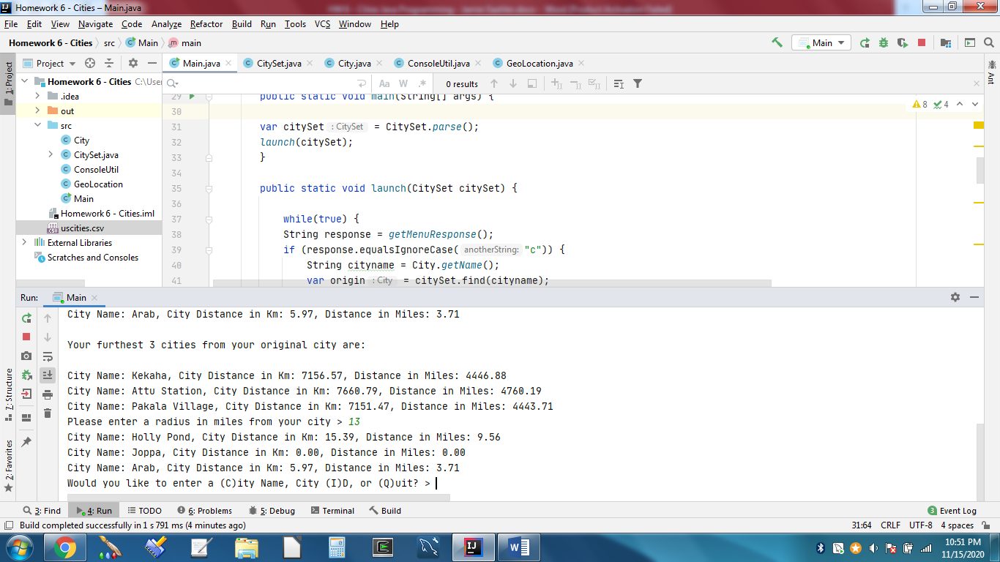 Homework 6 - Cities – Main.java
File Edit View Navigate Code Analyze Refactor Build Run Tools VCS Window Help
Homework 6 - Cities src Main main
Main
1: Project
Project
Main.java CitySet.java City.java ConsoleUtil.java GeoLocation.java
Ant
Homework 6 - Cities C:\User
.idea
out
src
City
CitySet.java
ConsoleUtil
GeoLocation
Main
Homework 6 - Cities.iml
uscities.csv
External Libraries
Scratches and Consoles
Aa W .* 0 results
8 4
29 public static void main(String[] args) {
30
31 var citySet : CitySet = CitySet.parse();
32 launch(citySet);
33 }
34
35 public static void launch(CitySet citySet) {
36
37 while(true) {
38 String response = getMenuResponse();
39 if (response.equalsIgnoreCase( anotherString: "c")) {
40 String cityname = City.getName();
41 var origin : City = citySet.find(cityname);
Run: Main
City Name: Arab, City Distance in Km: 5.97, Distance in Miles: 3.71
Your furthest 3 cities from your original city are:
City Name: Kekaha, City Distance in Km: 7156.57, Distance in Miles: 4446.88
City Name: Attu Station, City Distance in Km: 7660.79, Distance in Miles: 4760.19
City Name: Pakala Village, City Distance in Km: 7151.47, Distance in Miles: 4443.71
Please enter a radius in miles from your city > 13
City Name: Holly Pond, City Distance in Km: 15.39, Distance in Miles: 9.56
City Name: Joppa, City Distance in Km: 0.00, Distance in Miles: 0.00
City Name: Arab, City Distance in Km: 5.97, Distance in Miles: 3.71
Would you like to enter a (C)ity Name, City (I)D, or (Q)uit? >
7: Structure
2: Favorites
3: Find 4: Run TODO 6: Problems 5: Debug Terminal Build 3 Event Log
Build completed successfully in 1 s 791 ms (4 minutes ago) 31:64 CRLF UTF-8 4 spaces
10:51 PM
11/15/2020